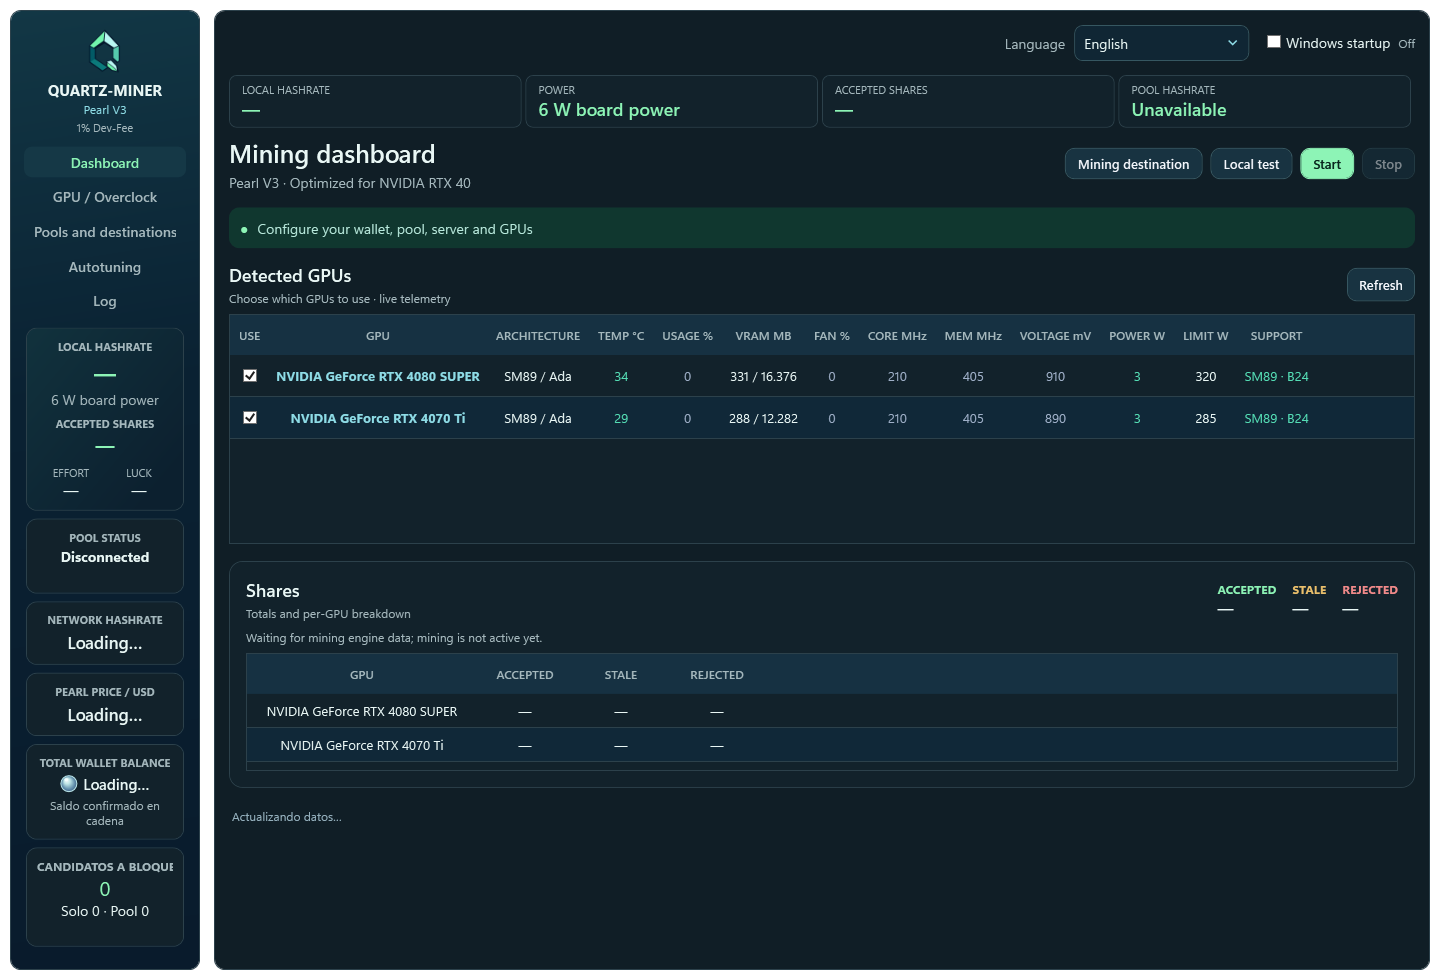 QUARTZ-MINER
Pearl V3
1% Dev-Fee
Dashboard
GPU / Overclock
Pools and destinations
Autotuning
Log
LOCAL HASHRATE
—
6 W board power
ACCEPTED SHARES
—
EFFORT LUCK
— —
POOL STATUS
Disconnected
NETWORK HASHRATE
Loading...
PEARL PRICE / USD
Loading...
TOTAL WALLET BALANCE
Loading...
Saldo confirmado en
cadena
CANDIDATOS A BLOQUE
0
Solo 0 · Pool 0
Language English Windows startup Off
LOCAL HASHRATE POWER ACCEPTED SHARES POOL HASHRATE
— 6 W board power — Unavailable
Mining dashboard
Pearl V3 · Optimized for NVIDIA RTX 40
Mining destination Local test Start Stop
● Configure your wallet, pool, server and GPUs
Detected GPUs
Choose which GPUs to use · live telemetry
Refresh
USE GPU ARCHITECTURE TEMP °C USAGE % VRAM MB FAN % CORE MHz MEM MHz VOLTAGE mV POWER W LIMIT W SUPPORT
NVIDIA GeForce RTX 4080 SUPER SM89 / Ada 34 0 331 / 16.376 0 210 405 910 3 320 SM89 · B24
NVIDIA GeForce RTX 4070 Ti SM89 / Ada 29 0 288 / 12.282 0 210 405 890 3 285 SM89 · B24
Shares
Totals and per-GPU breakdown
ACCEPTED STALE REJECTED
— — —
Waiting for mining engine data; mining is not active yet.
GPU ACCEPTED STALE REJECTED
NVIDIA GeForce RTX 4080 SUPER — — —
NVIDIA GeForce RTX 4070 Ti — — —
Actualizando datos...